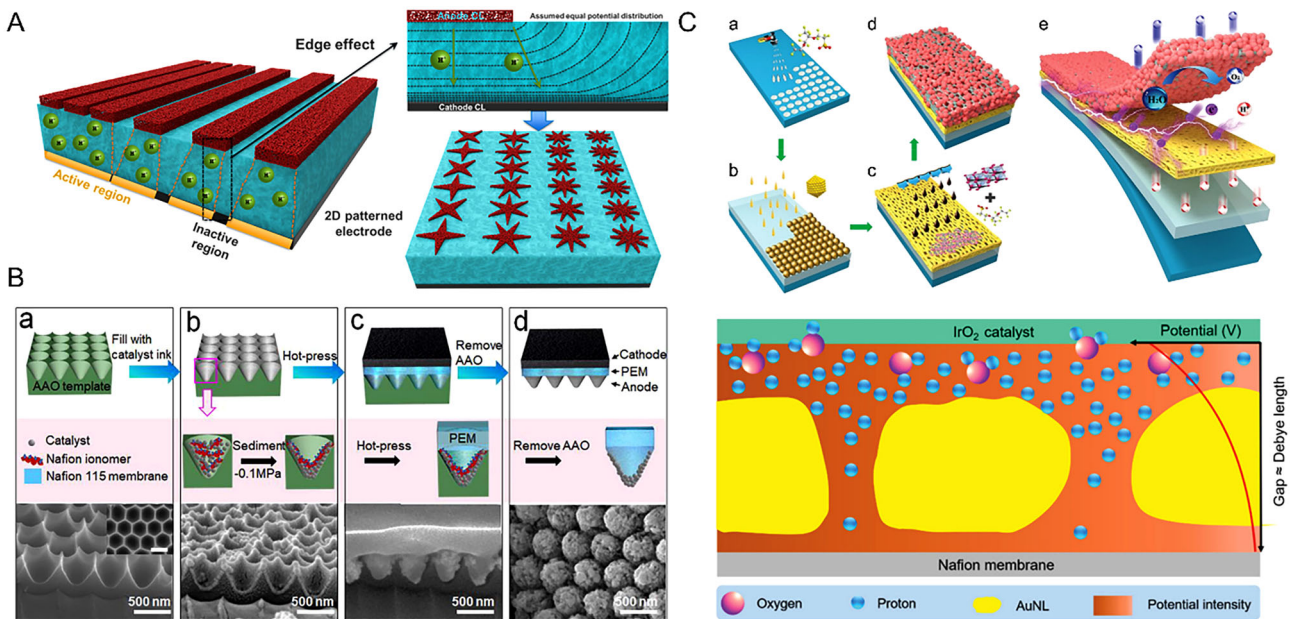 A
Edge effect
Anode CL
Assumed equal potential distribution
Cathode CL
Active region
Inactive
region
2D patterned
electrode
B
a
Fill with
catalyst ink
AAO template
Catalyst
Nafion ionomer
Nafion 115 membrane
500 nm
b
Hot-press
Sediment
-0.1MPa
500 nm
c
Remove
AAO
Hot-press
PEM
500 nm
d
Cathode
PEM
Anode
Remove AAO
500 nm
C
a
b
c
+
d
e
H₂O
O₂
e⁻
H⁺
IrO₂ catalyst
Potential (V)
Gap ≈ Debye length
Nafion membrane
Oxygen
Proton
AuNL
Potential intensity